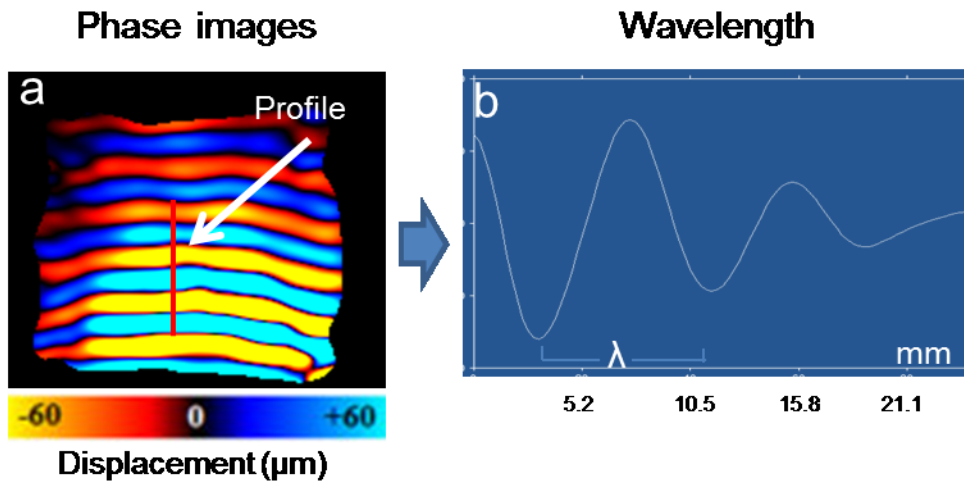 Phase images
Wavelength
a
Profile
b
λ
mm
5.2 10.5 15.8 21.1
-60 0 +60
Displacement (μm)